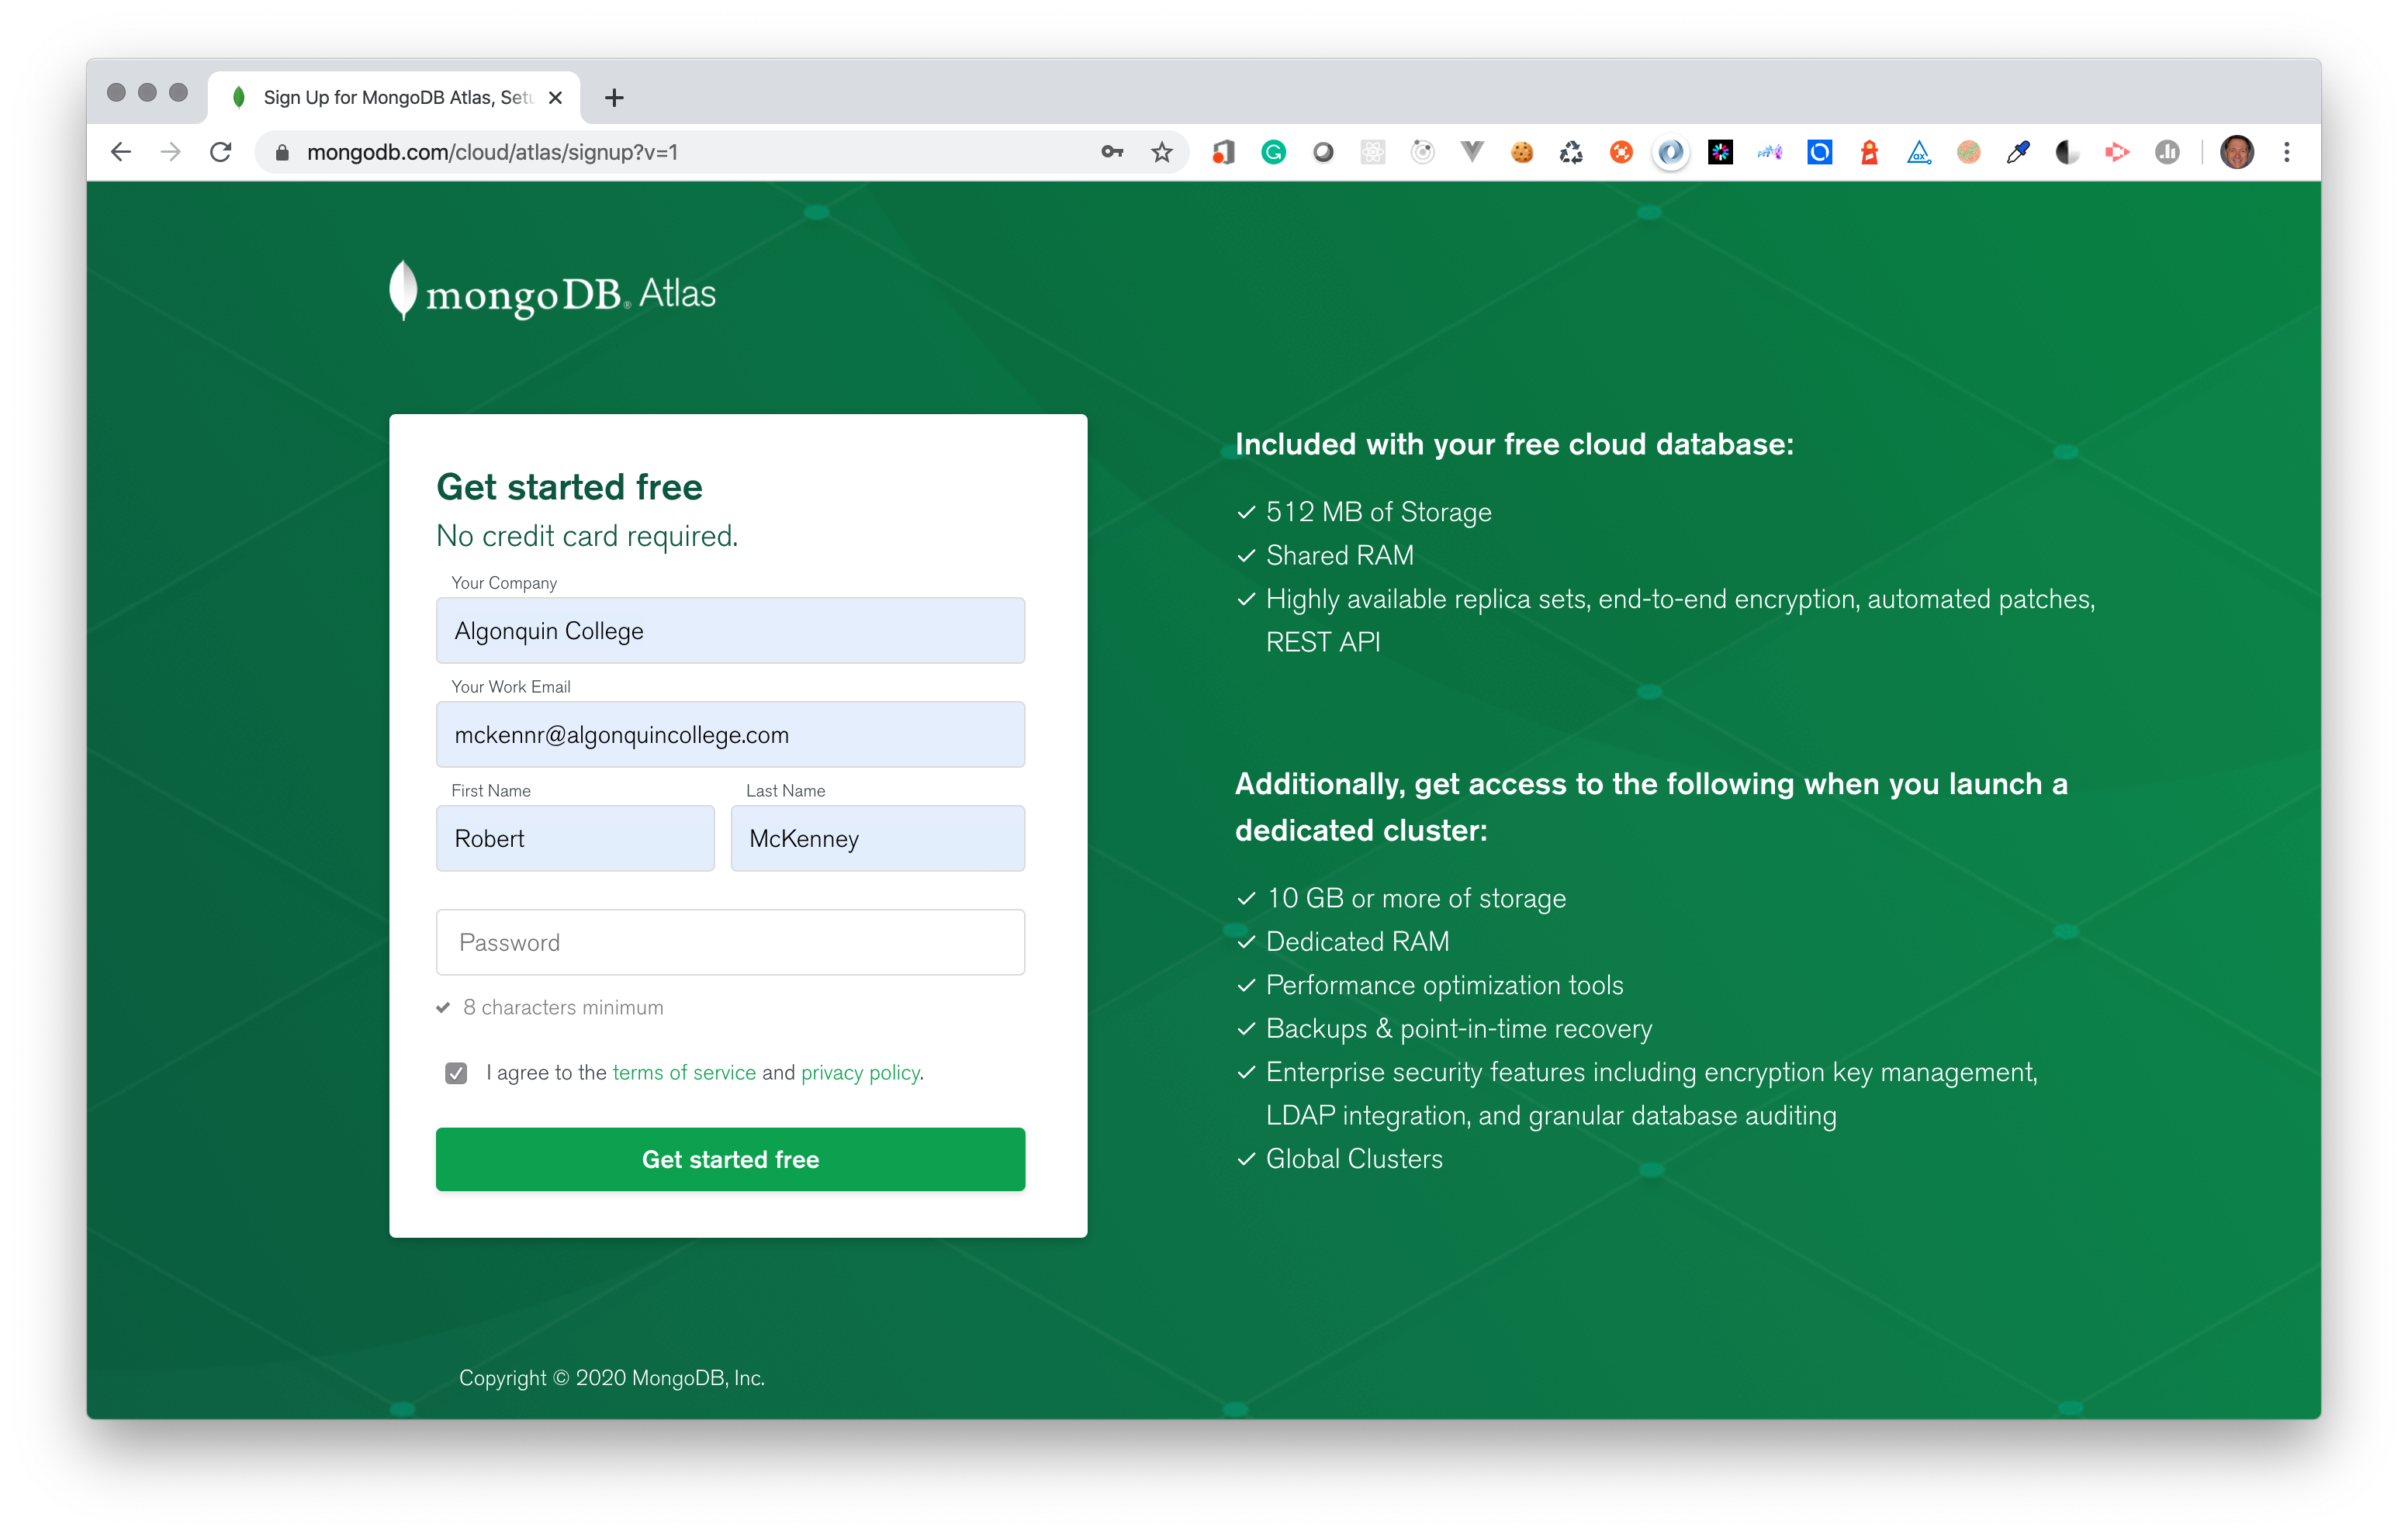 Sign Up for MongoDB Atlas, Setu
mongodb.com/cloud/atlas/signup?v=1
mongoDB® Atlas
Get started free
No credit card required.
Your Company
Algonquin College
Your Work Email
mckennr@algonquincollege.com
First Name Last Name
Robert McKenney
Password
8 characters minimum
I agree to the terms of service and privacy policy.
Get started free
Included with your free cloud database:
512 MB of Storage
Shared RAM
Highly available replica sets, end-to-end encryption, automated patches,
REST API
Additionally, get access to the following when you launch a
dedicated cluster:
10 GB or more of storage
Dedicated RAM
Performance optimization tools
Backups & point-in-time recovery
Enterprise security features including encryption key management,
LDAP integration, and granular database auditing
Global Clusters
Copyright © 2020 MongoDB, Inc.